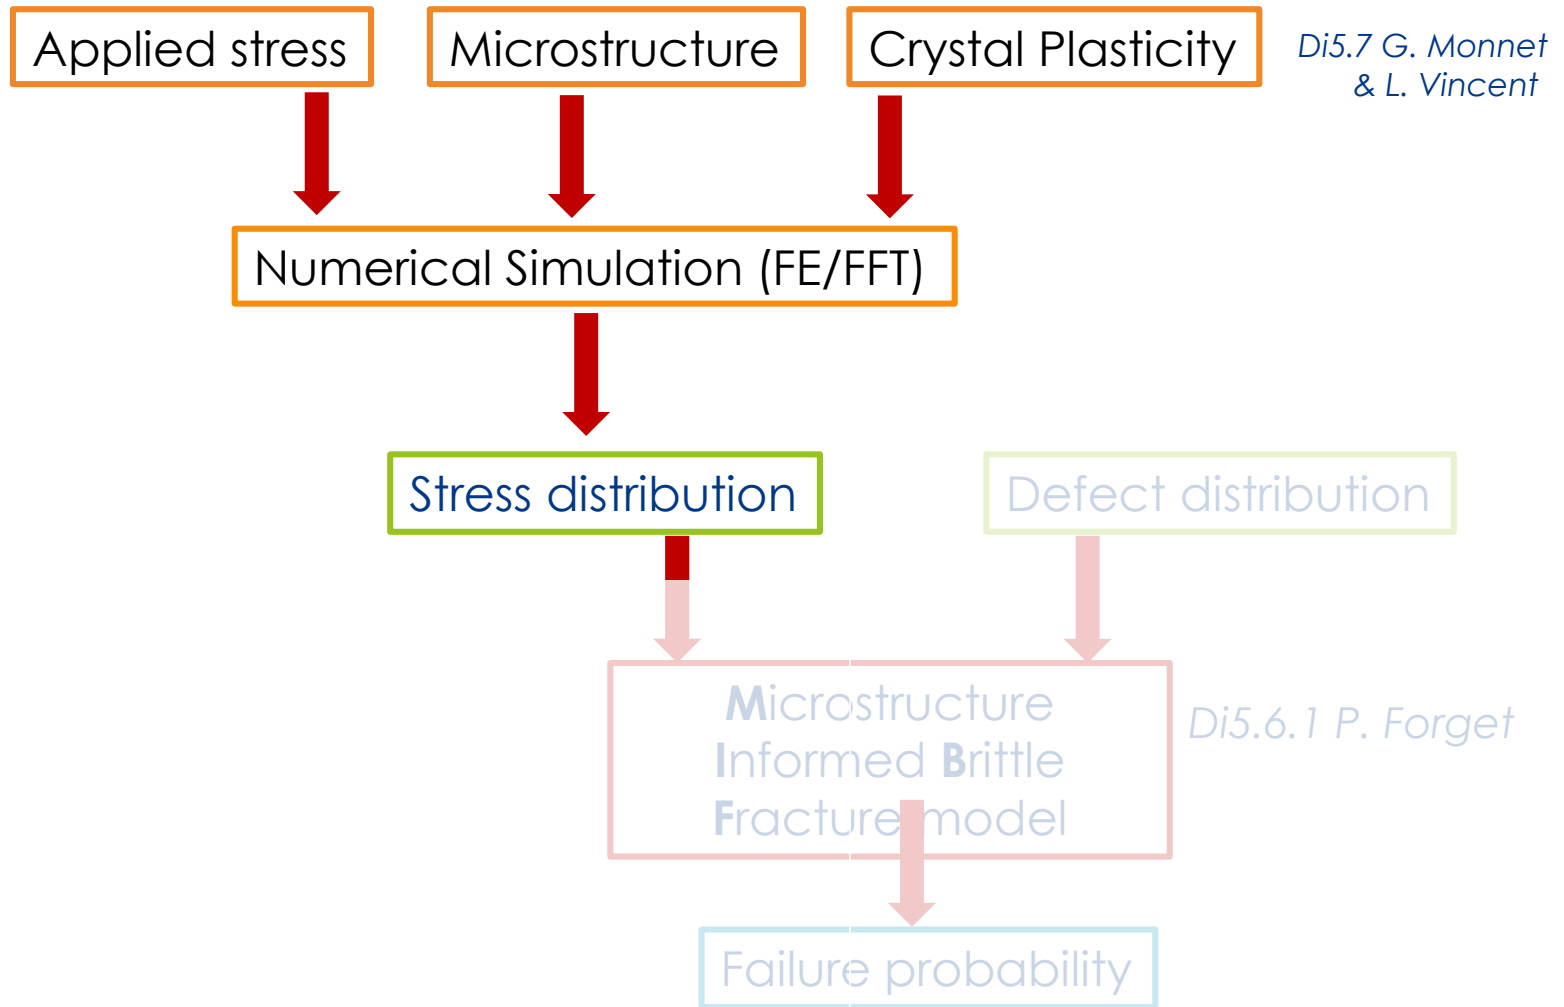 Applied stress
Microstructure
Crystal Plasticity
Di5.7 G. Monnet
& L. Vincent
Numerical Simulation (FE/FFT)
Stress distribution
Defect distribution
Microstructure
Informed Brittle
Fracture model
Di5.6.1 P. Forget
Failure probability